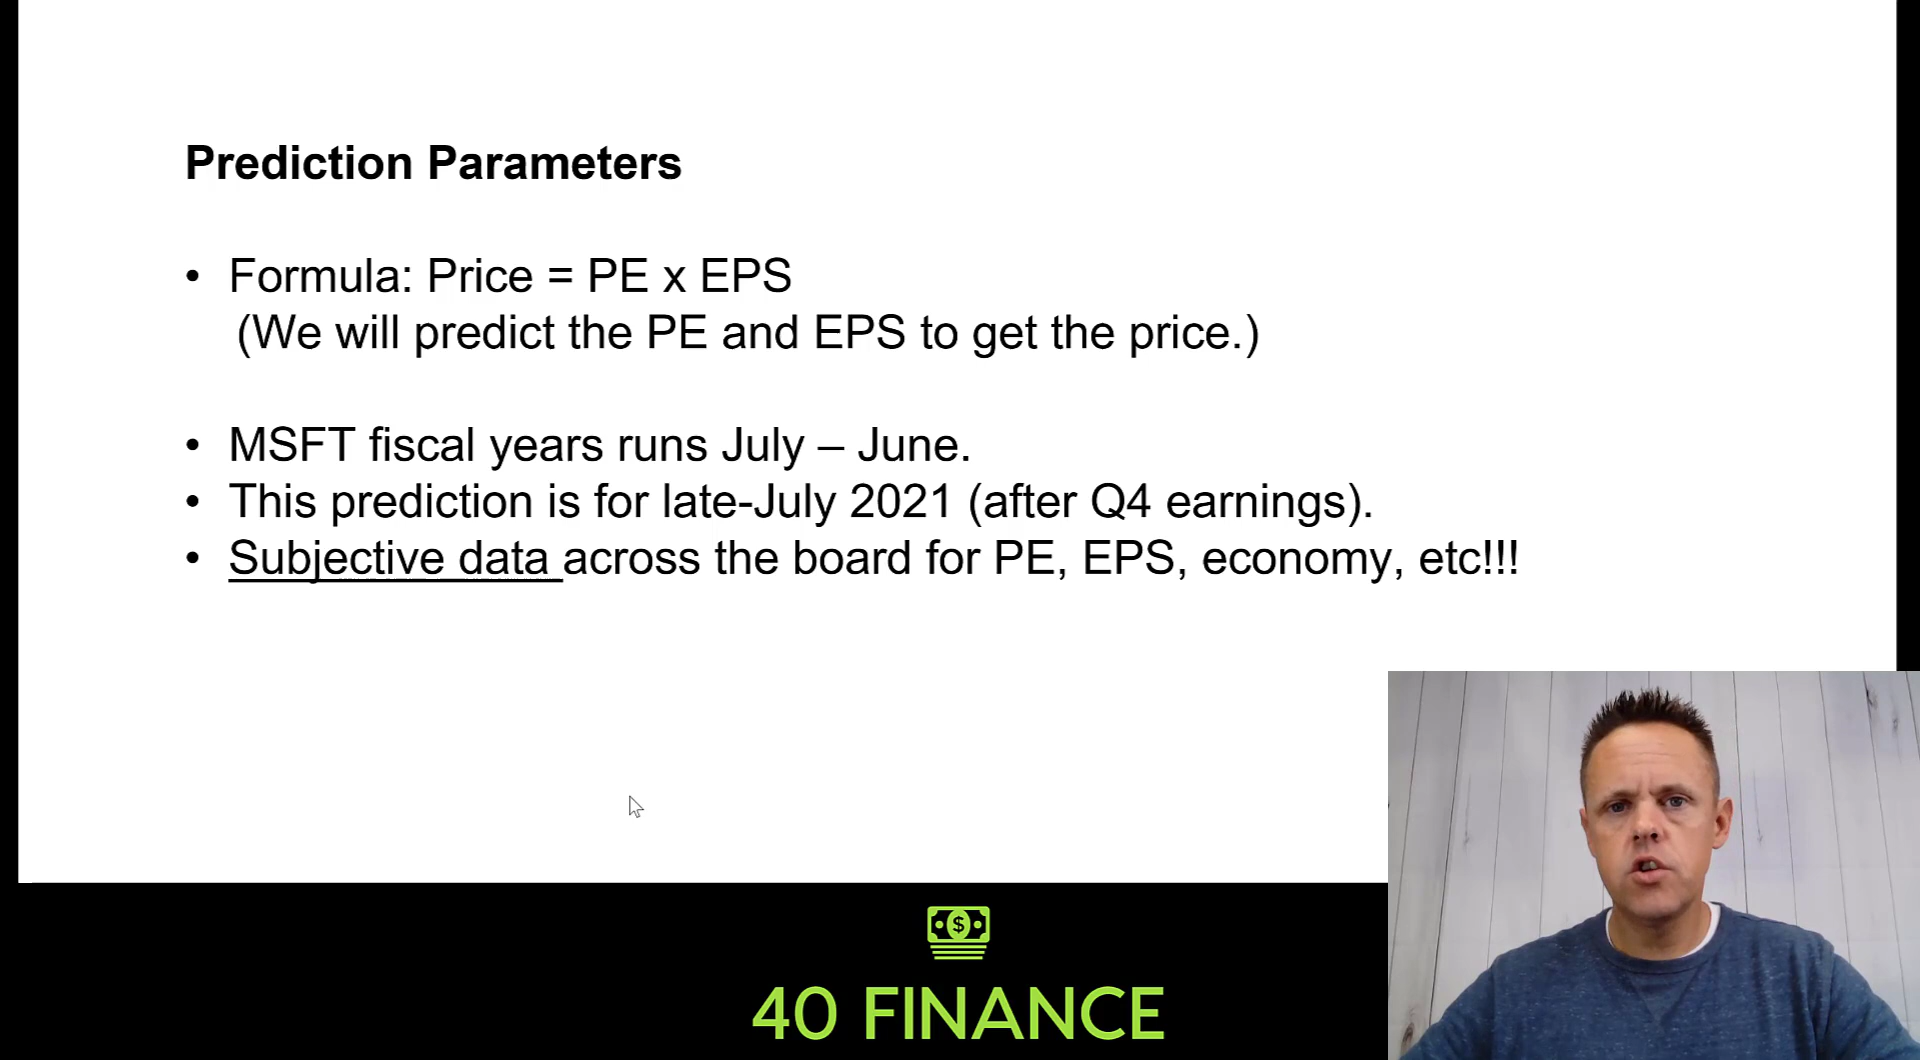 Prediction Parameters
• Formula: Price = PE x EPS
(We will predict the PE and EPS to get the price.)
• MSFT fiscal years runs July – June.
• This prediction is for late-July 2021 (after Q4 earnings).
• Subjective data across the board for PE, EPS, economy, etc!!!
$
40 FINANCE